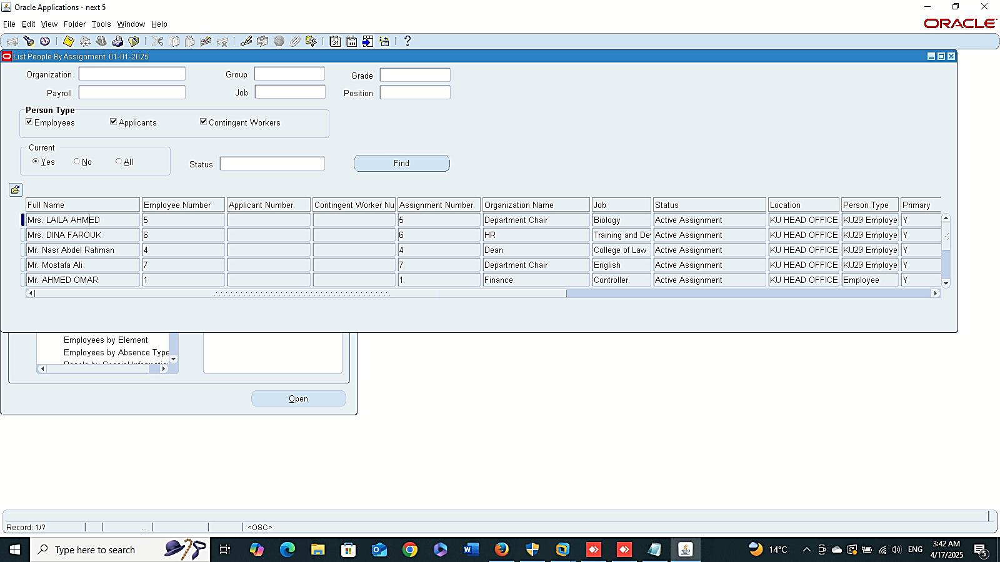 Oracle Applications - next 5
File Edit View Folder Tools Window Help
ORACLE
31
List People By Assignment: 01-01-2025
Organization Group Grade
Payroll Job Position
Person Type
Employees Applicants Contingent Workers
Current
Yes No All
Status
Find
Full Name Employee Number Applicant Number Contingent Worker Nu Assignment Number Organization Name Job Status Location Person Type Primary
Mrs. LAILA AHMED 5 5 Department Chair Biology Active Assignment KU HEAD OFFICE KU29 Employe Y
Mrs. DINA FAROUK 6 6 HR Training and De Active Assignment KU HEAD OFFICE KU29 Employe Y
Mr. Nasr Abdel Rahman 4 4 Dean College of Law Active Assignment KU HEAD OFFICE KU29 Employe Y
Mr. Mostafa Ali 7 7 Department Chair English Active Assignment KU HEAD OFFICE KU29 Employe Y
Mr. AHMED OMAR 1 1 Finance Controller Active Assignment KU HEAD OFFICE Employee Y
Employees by Element
Employees by Absence Type
Open
Record: 1/? ... <OSC>
Type here to search
14°C
ENG
3:42 AM
4/17/2025
5